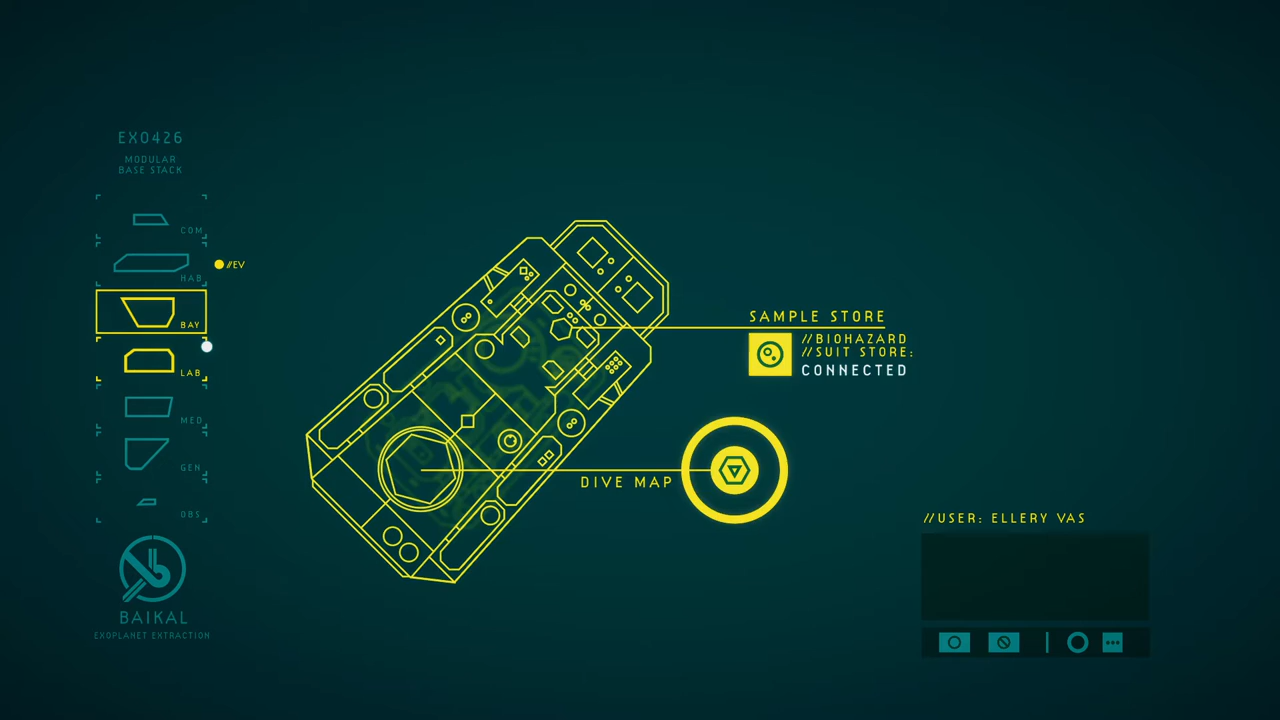 EXO426
MODULAR
BASE STACK
COM
HAB
//EV
BAY
LAB
MED
GEN
OBS
BAIKAL
EXOPLANET EXTRACTION
SAMPLE STORE
//BIOHAZARD
//SUIT STORE:
CONNECTED
DIVE MAP
//USER: ELLERY VAS